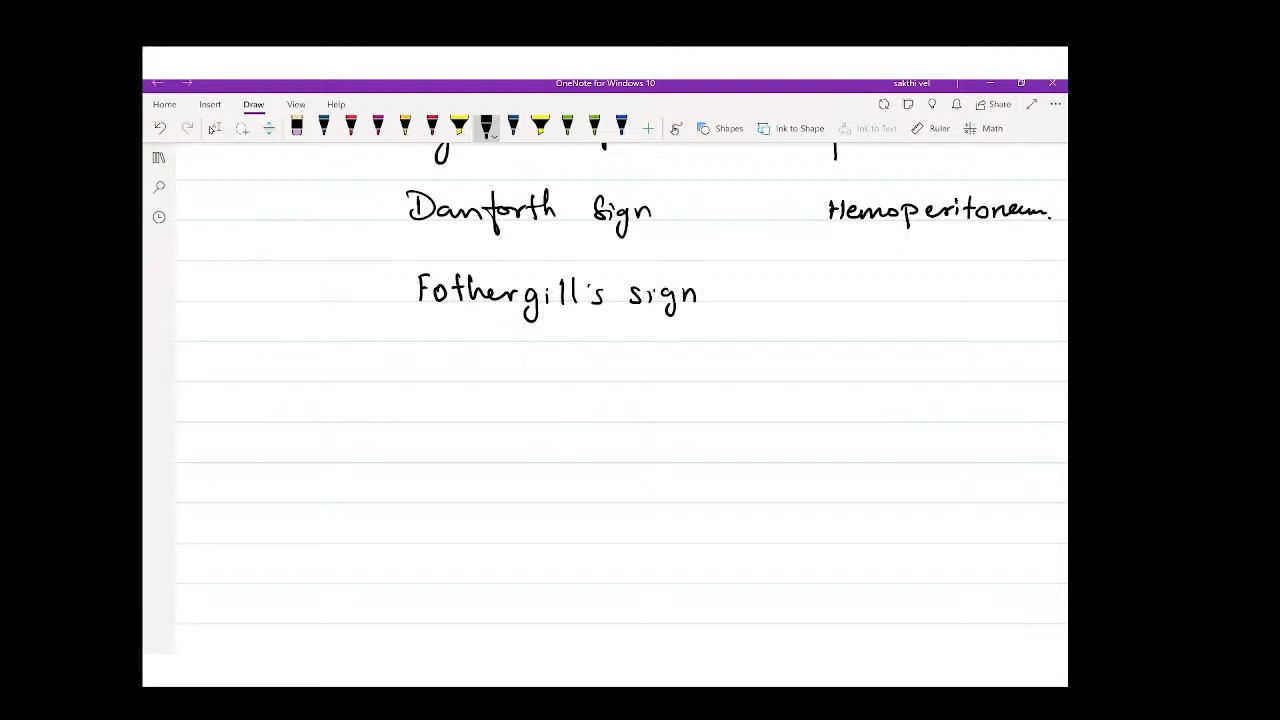 OneNote for Windows 10
sakthi vel
Home Insert Draw View Help
Share
Shapes Ink to Shape Ink to Text Ruler Math
Danforth Sign Hemoperitoneum.
Fothergill's sign